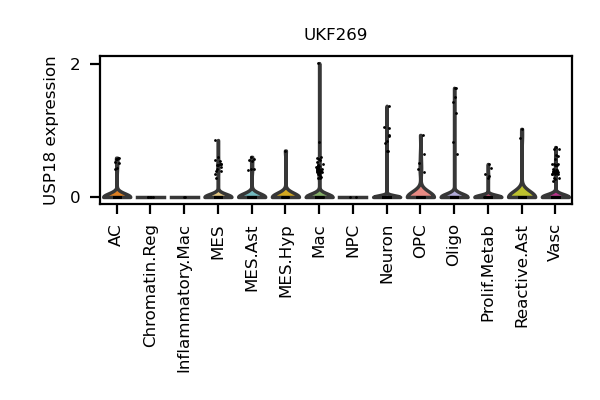 UKF269
USP18 expression
2
0
AC
Chromatin.Reg
Inflammatory.Mac
MES
MES.Ast
MES.Hyp
Mac
NPC
Neuron
OPC
Oligo
Prolif.Metab
Reactive.Ast
Vasc